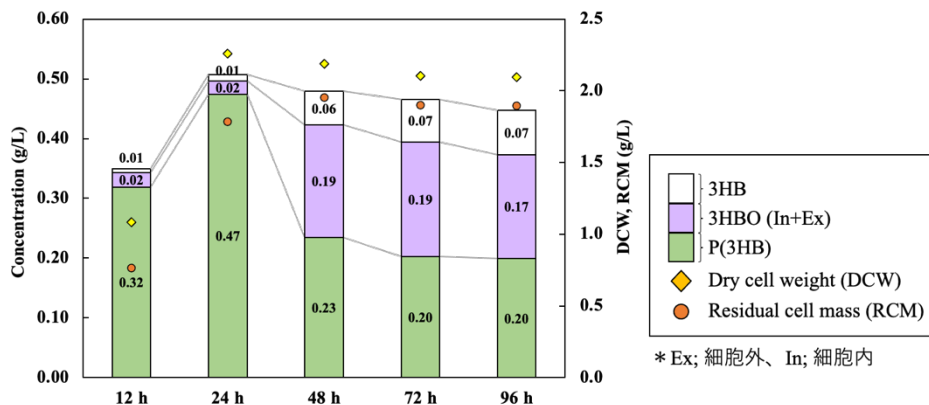 Concentration (g/L)
0.60
0.50
0.40
0.30
0.20
0.10
0.00
2.5
2.0
1.5
1.0
0.5
0.0
DCW, RCM (g/L)
0.01
0.02
0.32
0.01
0.02
0.47
0.06
0.19
0.23
0.07
0.19
0.20
0.07
0.17
0.20
12 h
24 h
48 h
72 h
96 h
3HB
3HBO (In+Ex)
P(3HB)
Dry cell weight (DCW)
Residual cell mass (RCM)
＊Ex; 細胞外、In; 細胞内